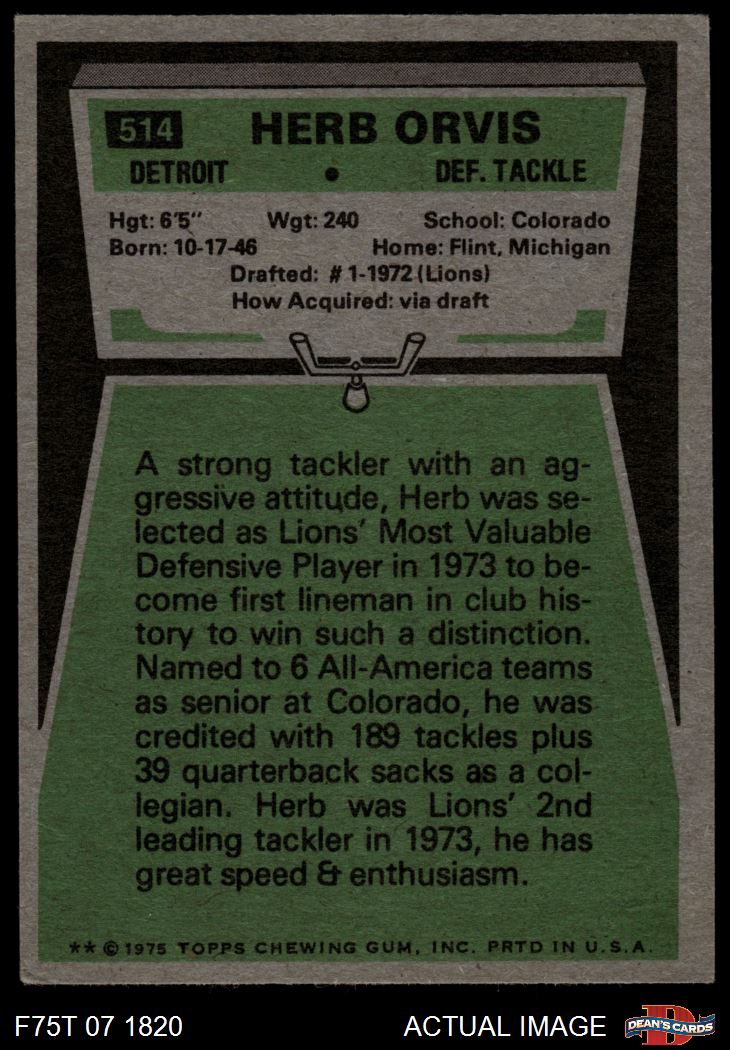 514 HERB ORVIS
DETROIT • DEF. TACKLE
Hgt: 6'5" Wgt: 240 School: Colorado
Born: 10-17-46 Home: Flint, Michigan
Drafted: #1-1972 (Lions)
How Acquired: via draft
A strong tackler with an ag-
gressive attitude, Herb was se-
lected as Lions' Most Valuable
Defensive Player in 1973 to be-
come first lineman in club his-
tory to win such a distinction.
Named to 6 All-America teams
as senior at Colorado, he was
credited with 189 tackles plus
39 quarterback sacks as a col-
legian. Herb was Lions' 2nd
leading tackler in 1973, he has
great speed & enthusiasm.
** © 1975 TOPPS CHEWING GUM, INC. PRTD IN U.S.A.
F75T 07 1820 ACTUAL IMAGE D DEAN'S CARDS